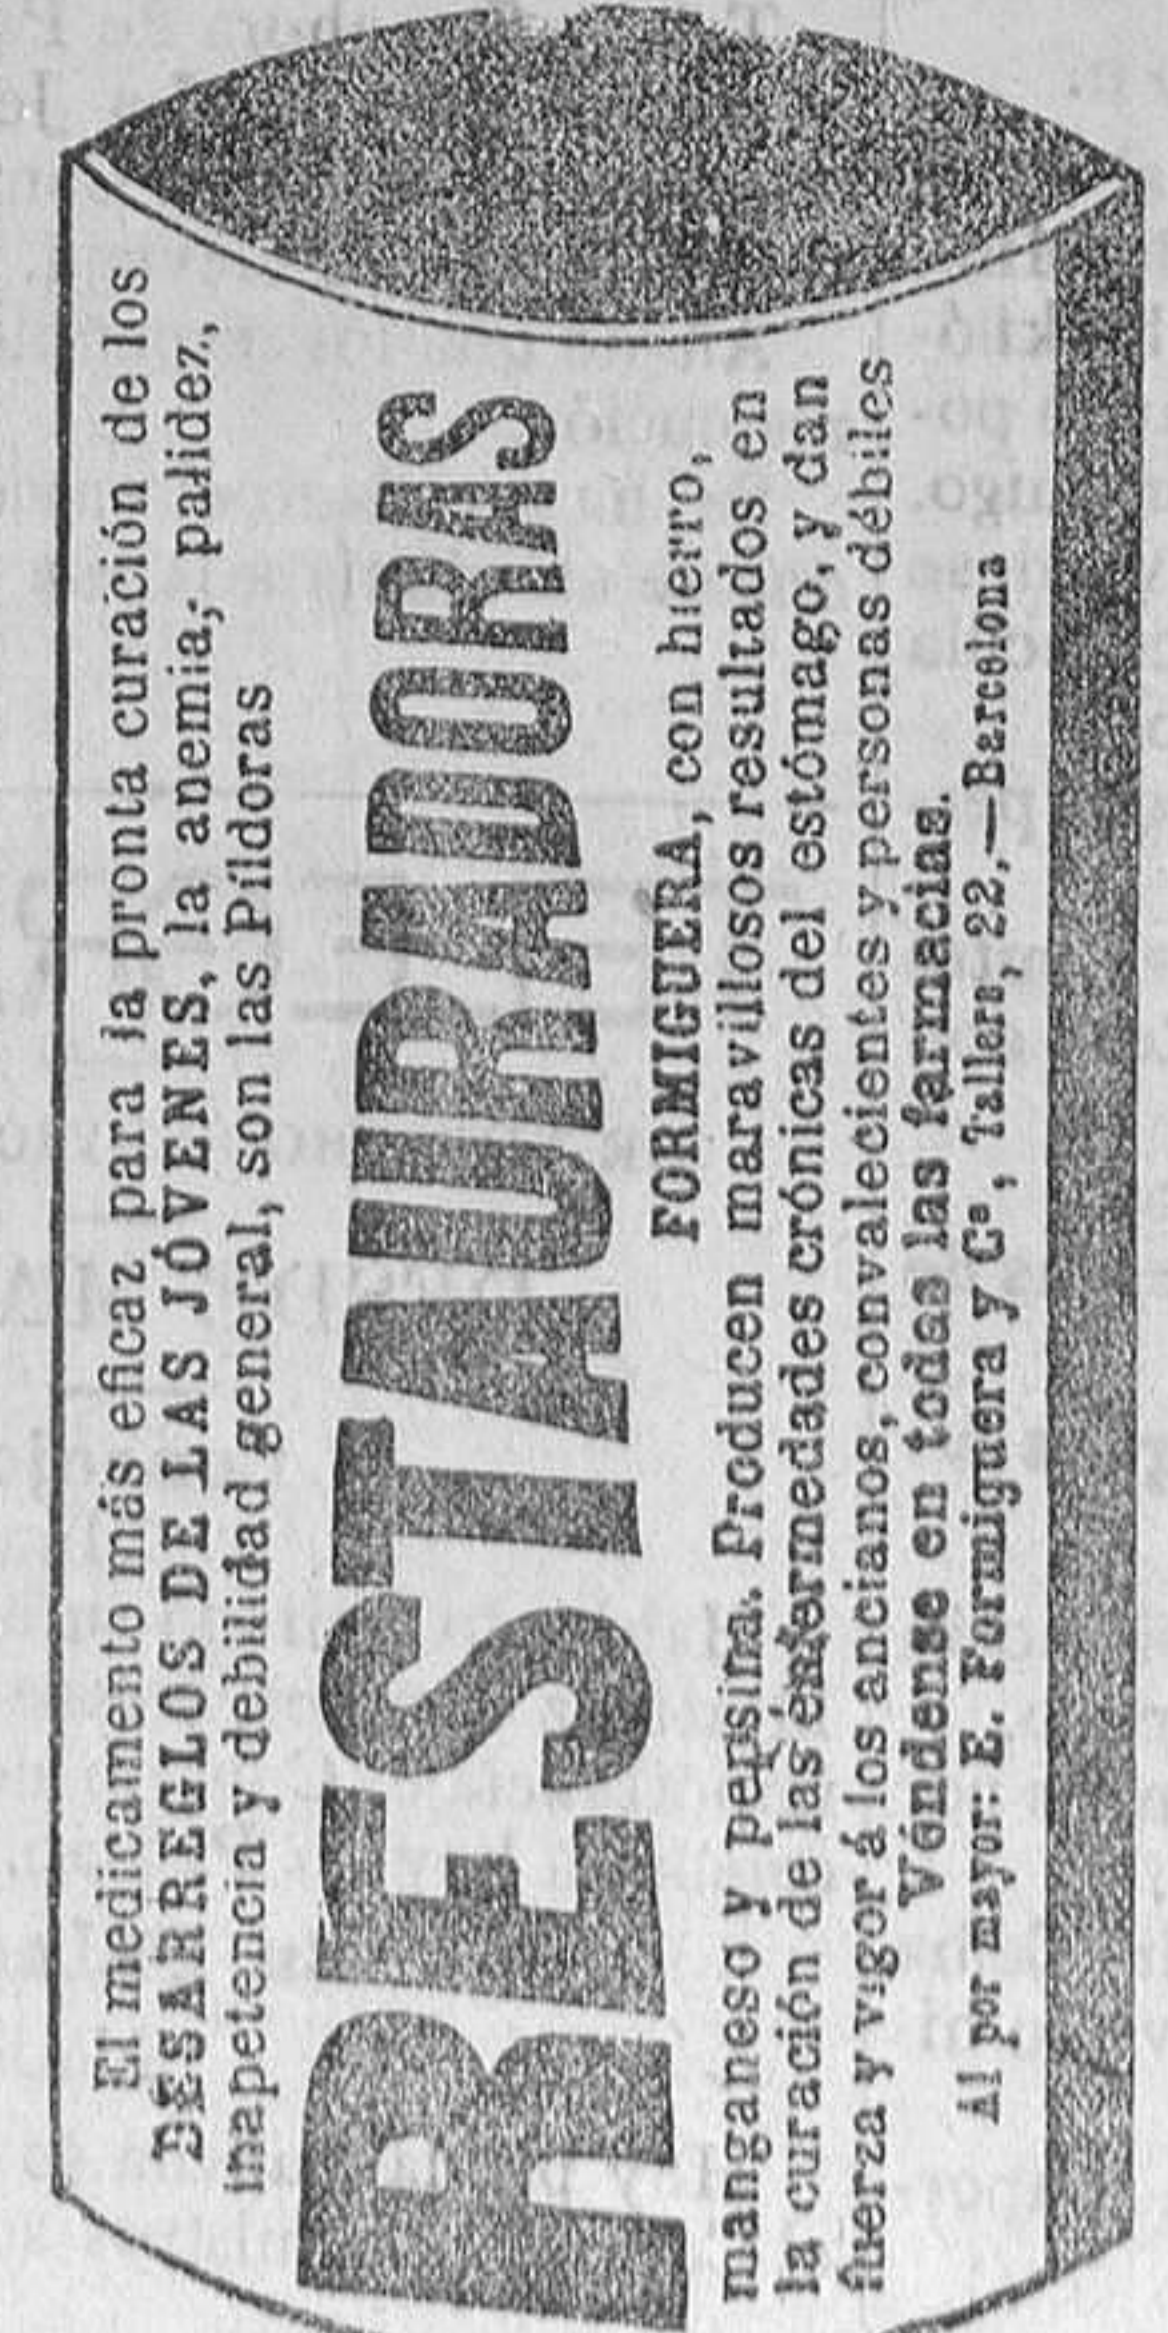 El medicamento más eficaz para la pronta curación de los
DESARREGLOS DE LAS JÓVENES, la anemia, palidez,
inapetencia y debilidad general, son las Píldoras
RESTAURADORAS
FORMIGUERA, con hierro,
manganeso y pepsina. Producen maravillosos resultados en
la curación de las enfermedades crónicas del estómago, y dan
fuerza y vigor á los ancianos, convalecientes y personas débiles
Véndense en todas las farmacias.
Al por mayor: E. Formiguera y Cª, Tallers, 22,—Barcelona